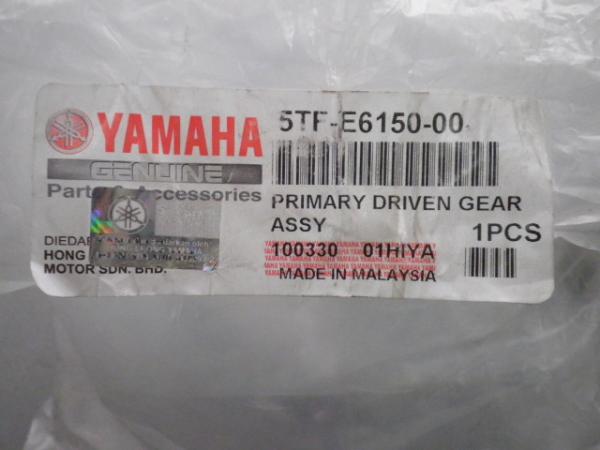 YAMAHA
GENUINE
Parts & Accessories
5TF-E6150-00
PRIMARY DRIVEN GEAR
ASSY
1PCS
100330 01HIYA
MADE IN MALAYSIA
HONG
MOTOR SDN. BHD.